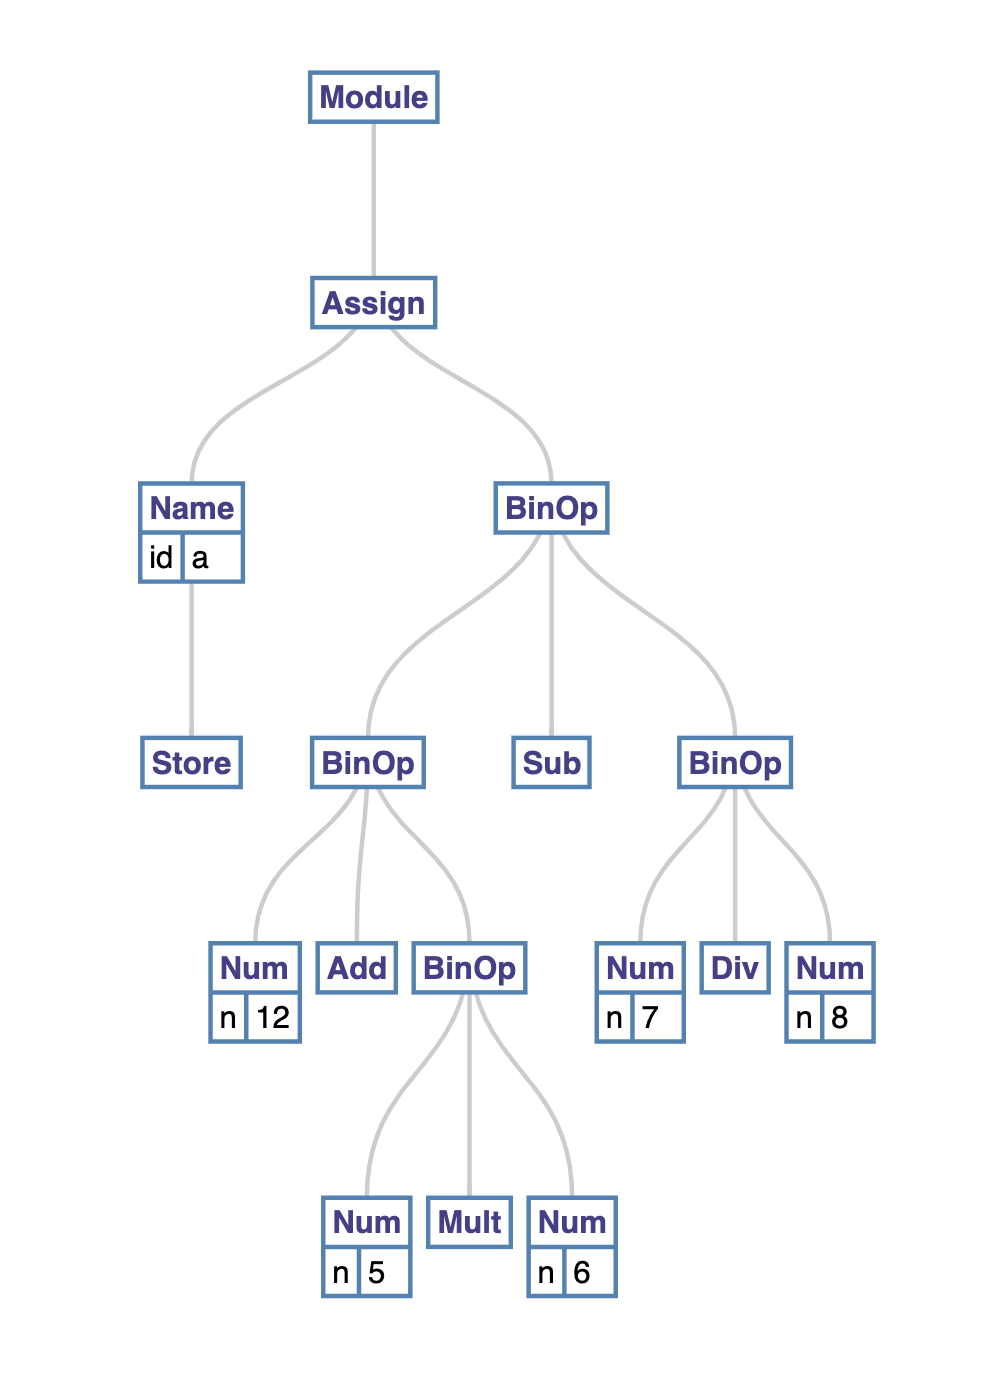 Module
Assign
Name
id a
BinOp
Store
BinOp
Sub
BinOp
Num
n 12
Add
BinOp
Num
n 7
Div
Num
n 8
Num
n 5
Mult
Num
n 6